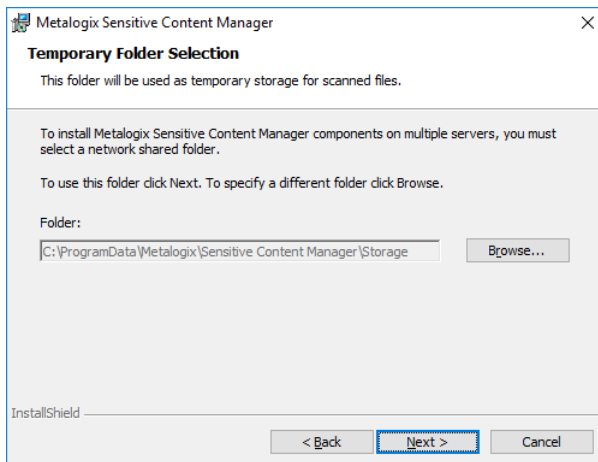 Metalogix Sensitive Content Manager
Temporary Folder Selection
This folder will be used as temporary storage for scanned files.
To install Metalogix Sensitive Content Manager components on multiple servers, you must
select a network shared folder.
To use this folder click Next. To specify a different folder click Browse.
Folder:
C:\ProgramData\Metalogix\Sensitive Content Manager\Storage
Browse...
InstallShield
< Back
Next >
Cancel